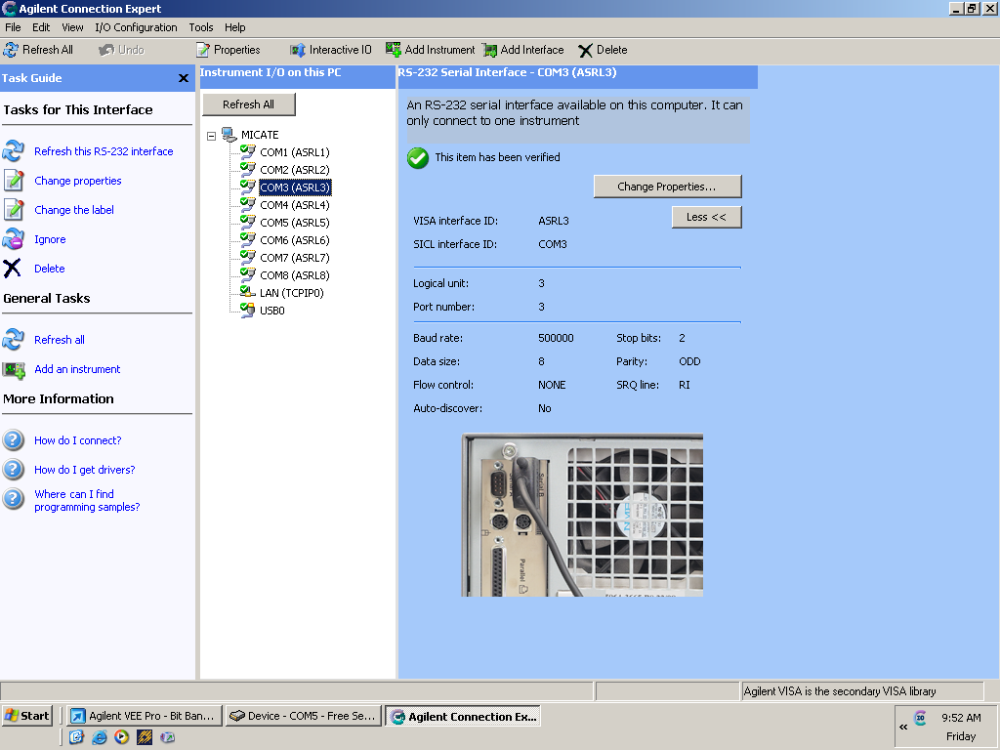 Agilent Connection Expert
File Edit View I/O Configuration Tools Help
Refresh All Undo Properties Interactive IO Add Instrument Add Interface Delete
Task Guide
Tasks for This Interface
Refresh this RS-232 interface
Change properties
Change the label
Ignore
Delete
General Tasks
Refresh all
Add an instrument
More Information
How do I connect?
How do I get drivers?
Where can I find
programming samples?
Instrument I/O on this PC
Refresh All
MICATE
COM1 (ASRL1)
COM2 (ASRL2)
COM3 (ASRL3)
COM4 (ASRL4)
COM5 (ASRL5)
COM6 (ASRL6)
COM7 (ASRL7)
COM8 (ASRL8)
LAN (TCPIP0)
USB0
RS-232 Serial Interface - COM3 (ASRL3)
An RS-232 serial interface available on this computer. It can
only connect to one instrument
This item has been verified
Change Properties...
Less <<
VISA interface ID: ASRL3
SICL interface ID: COM3
Logical unit: 3
Port number: 3
Baud rate: 500000 Stop bits: 2
Data size: 8 Parity: ODD
Flow control: NONE SRQ line: RI
Auto-discover: No
Serial B
Parallel
Agilent VISA is the secondary VISA library
Start Agilent VEE Pro - Bit Ban... Device - COM5 - Free Se... Agilent Connection Ex...
« 9:52 AM
Friday